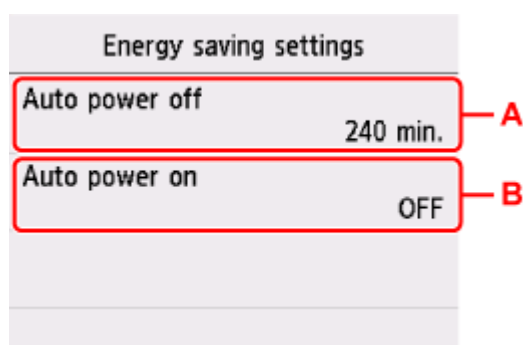 Energy saving settings
Auto power off
240 min.
A
Auto power on
OFF
B